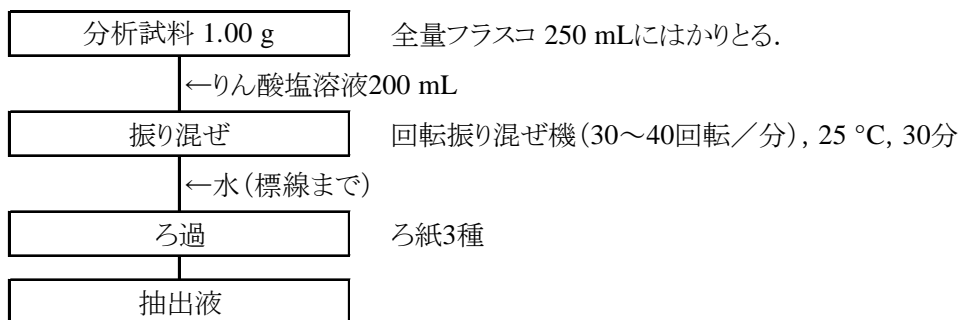 分析試料 1.00 g 全量フラスコ 250 mLにはかりとる.
←りん酸塩溶液200 mL
振り混ぜ 回転振り混ぜ機(30~40回転/分), 25 °C, 30分
←水(標線まで)
ろ過 ろ紙3種
抽出液